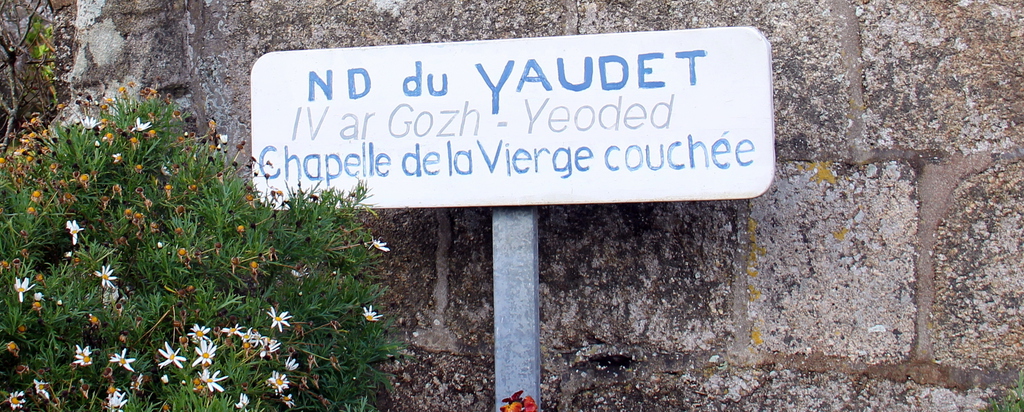 ND du YAUDET
IV ar Gozh - Yeoded
Chapelle de la Vierge couchée